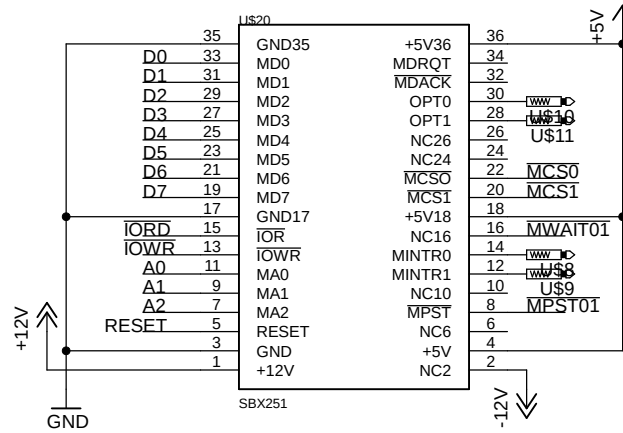 U$20
35 GND35 +5V36 36 +5V
D0 33 MD0 MDRQT 34
D1 31 MD1 MDACK 32
D2 29 MD2 OPT0 30 U$10
D3 27 MD3 OPT1 28 U$11
D4 25 MD4 NC26 26
D5 23 MD5 NC24 24
D6 21 MD6 MCSO 22 MCS0
D7 19 MD7 MCS1 20 MCS1
17 GND17 +5V18 18
IORD 15 IOR NC16 16 MWAIT01
IOWR 13 IOWR MINTR0 14 U$8
A0 11 MA0 MINTR1 12 U$9
A1 9 MA1 NC10 10
A2 7 MA2 MPST 8 MPST01
RESET 5 RESET NC6 6
+12V 3 GND +5V 4
1 +12V NC2 2
GND SBX251 -12V